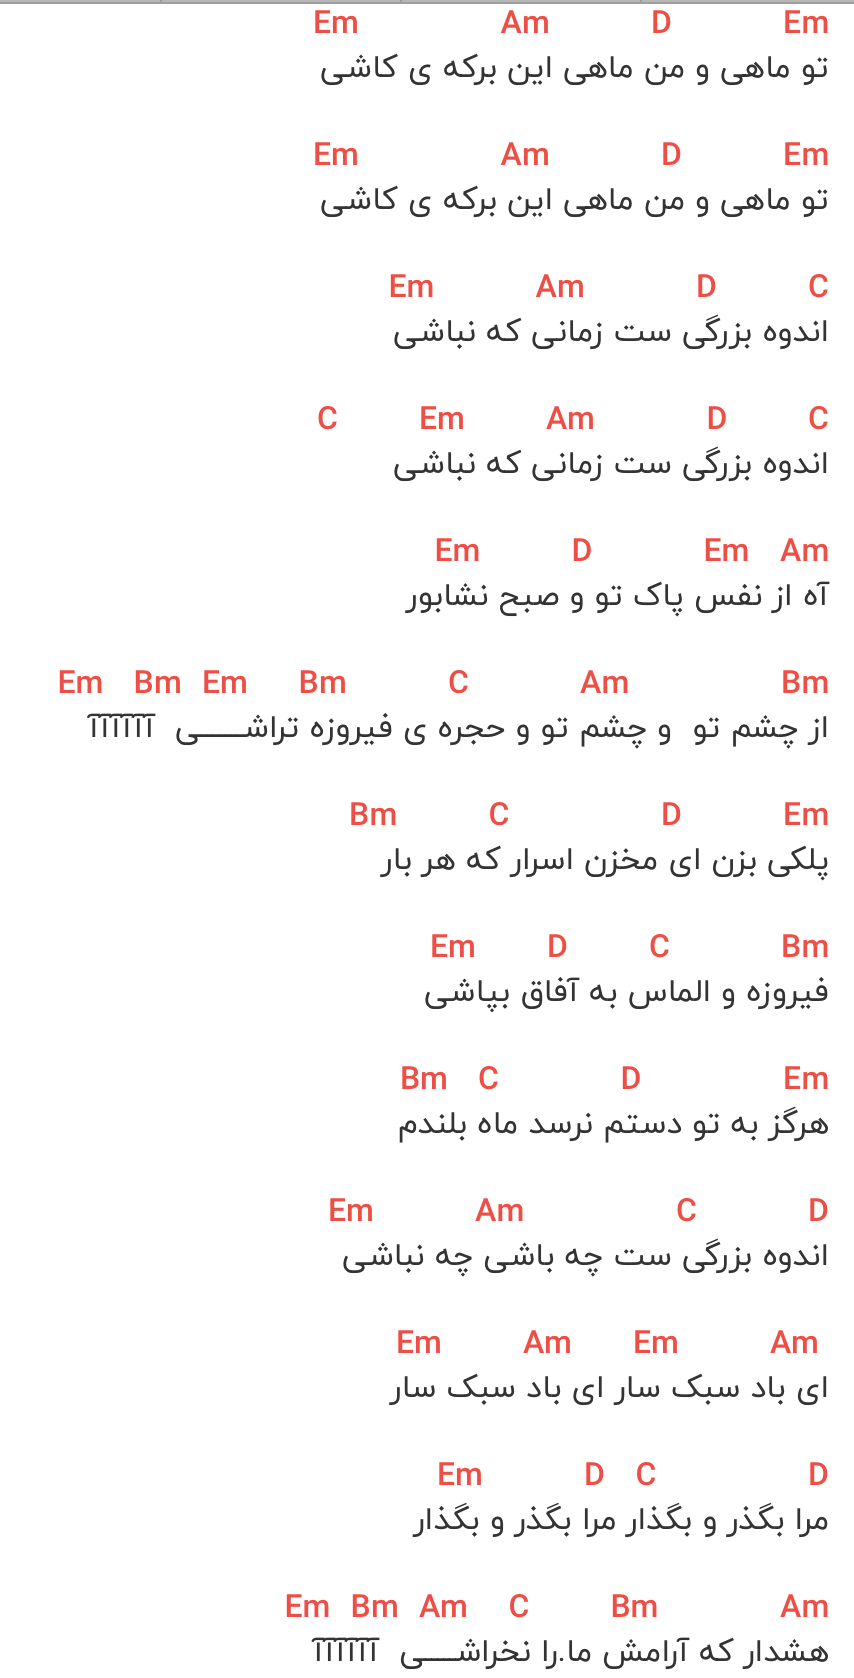 Em Am D Em
تو ماهی و من ماهی این برکه ی کاشی
Em Am D Em
تو ماهی و من ماهی این برکه ی کاشی
Em Am D C
اندوه بزرگی ست زمانی که نباشی
C Em Am D C
اندوه بزرگی ست زمانی که نباشی
Em D Em Am
آه از نفس پاک تو و صبح نشابور
Em Bm Em Bm C Am Bm
از چشم تو و چشم تو و حجره ی فیروزه تراشـــــی آآآآآآ
Bm C D Em
پلکی بزن ای مخزن اسرار که هر بار
Em D C Bm
فیروزه و الماس به آفاق بپاشی
Bm C D Em
هرگز به تو دستم نرسد ماه بلندم
Em Am C D
اندوه بزرگی ست چه باشی چه نباشی
Em Am Em Am
ای باد سبک سار ای باد سبک سار
Em D C D
مرا بگذر و بگذار مرا بگذر و بگذار
Em Bm Am C Bm Am
هشدار که آرامش ما.را نخراشــــی آآآآآآ